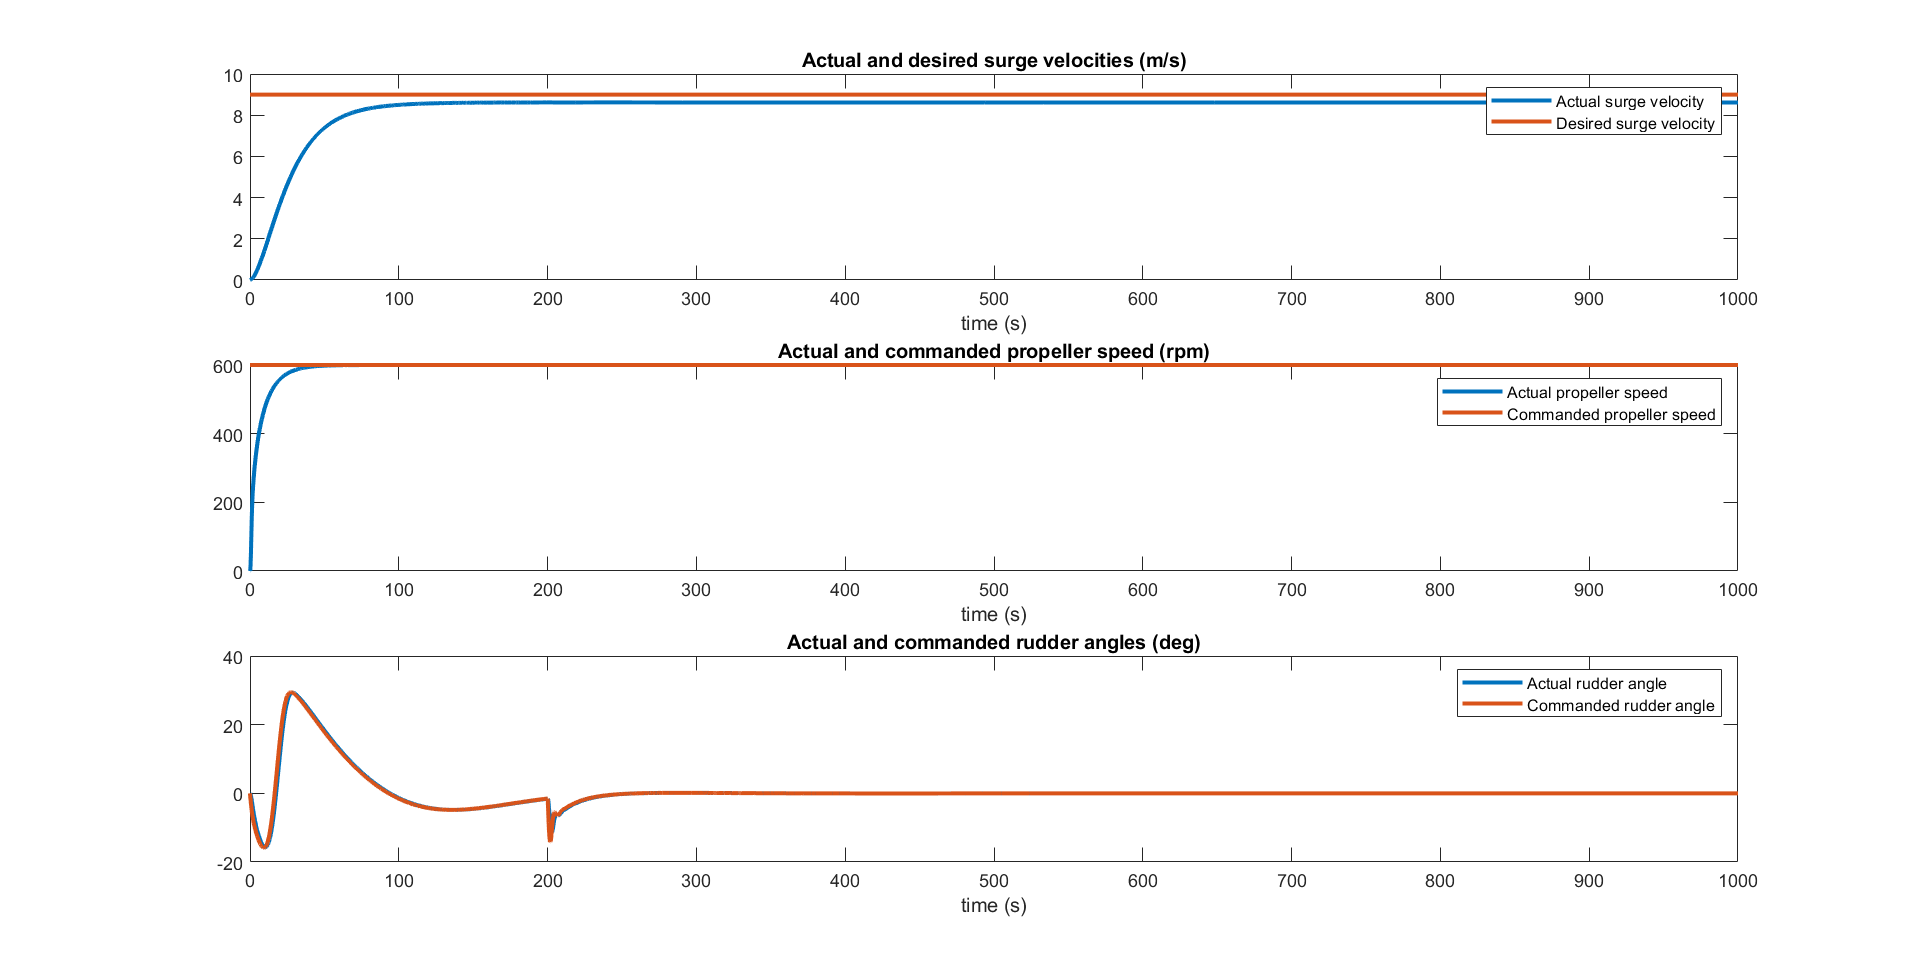 Actual and desired surge velocities (m/s)
10
8
6
4
2
0
Actual surge velocity
Desired surge velocity
0 100 200 300 400 500 600 700 800 900 1000
time (s)
Actual and commanded propeller speed (rpm)
600
400
200
0
Actual propeller speed
Commanded propeller speed
0 100 200 300 400 500 600 700 800 900 1000
time (s)
Actual and commanded rudder angles (deg)
40
20
0
-20
Actual rudder angle
Commanded rudder angle
0 100 200 300 400 500 600 700 800 900 1000
time (s)